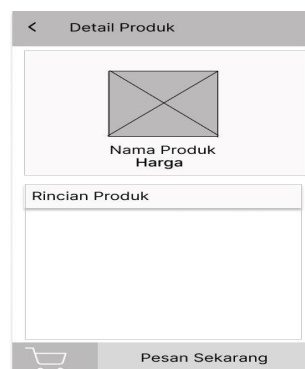 Detail Produk
Nama Produk
Harga
Rincian Produk
Pesan Sekarang